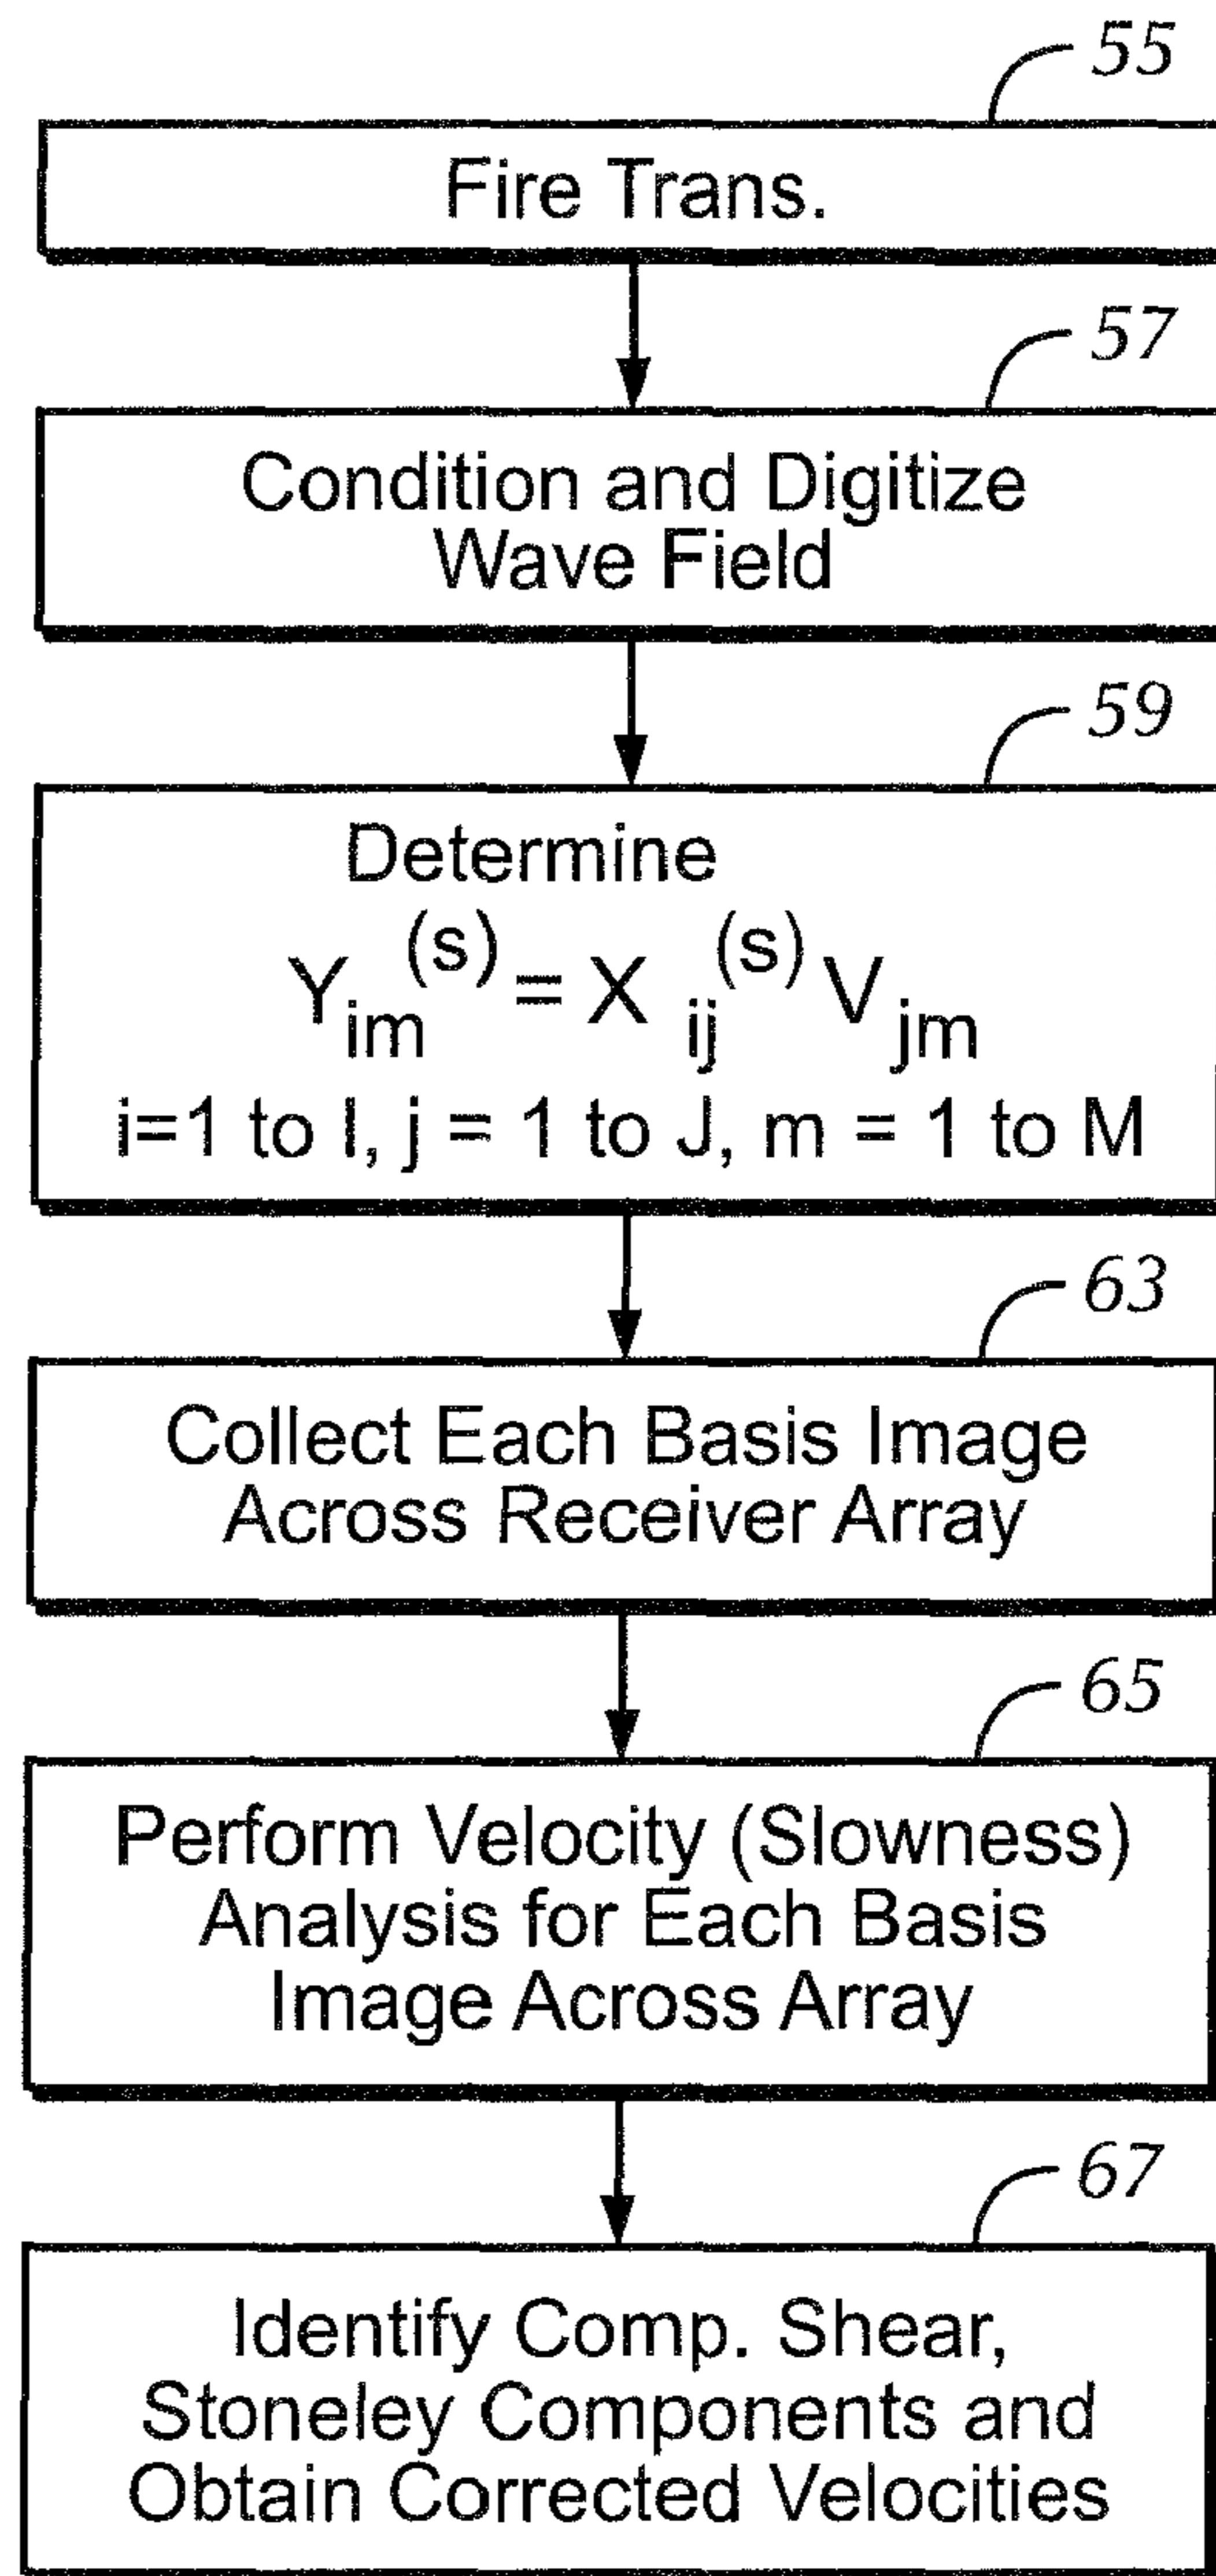 55
Fire Trans.
57
Condition and Digitize
Wave Field
59
Determine
Y_im^(s) = X_ij^(s) V_jm
i=1 to I, j = 1 to J, m = 1 to M
63
Collect Each Basis Image
Across Receiver Array
65
Perform Velocity (Slowness)
Analysis for Each Basis
Image Across Array
67
Identify Comp. Shear,
Stoneley Components and
Obtain Corrected Velocities